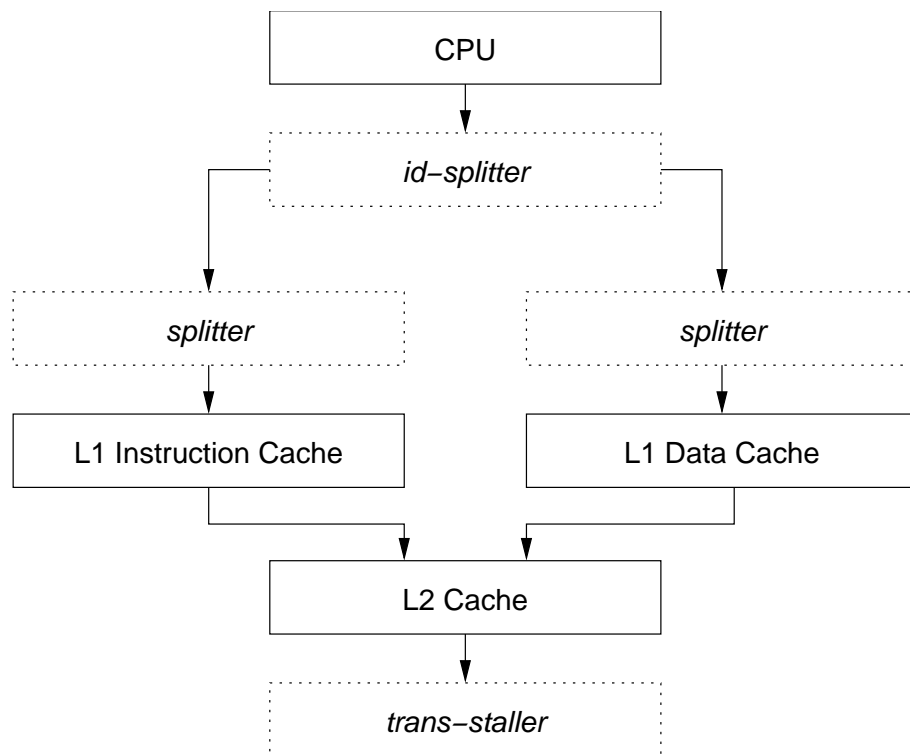 CPU
id−splitter
splitter
splitter
L1 Instruction Cache
L1 Data Cache
L2 Cache
trans−staller